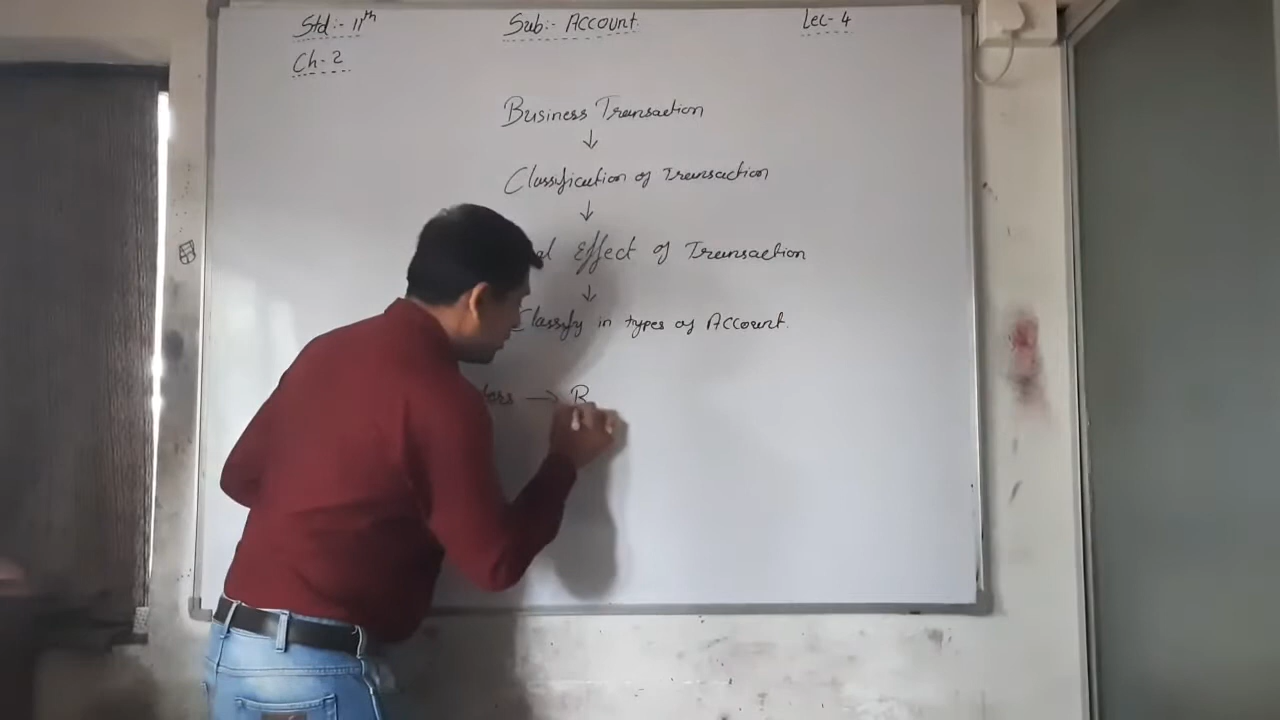 Std:- 11th Sub:- Account. Lec- 4
Ch- 2
Business Transaction
↓
Classification of Transaction
↓
Effect of Transaction
↓
Classify in types of Account.
→ B